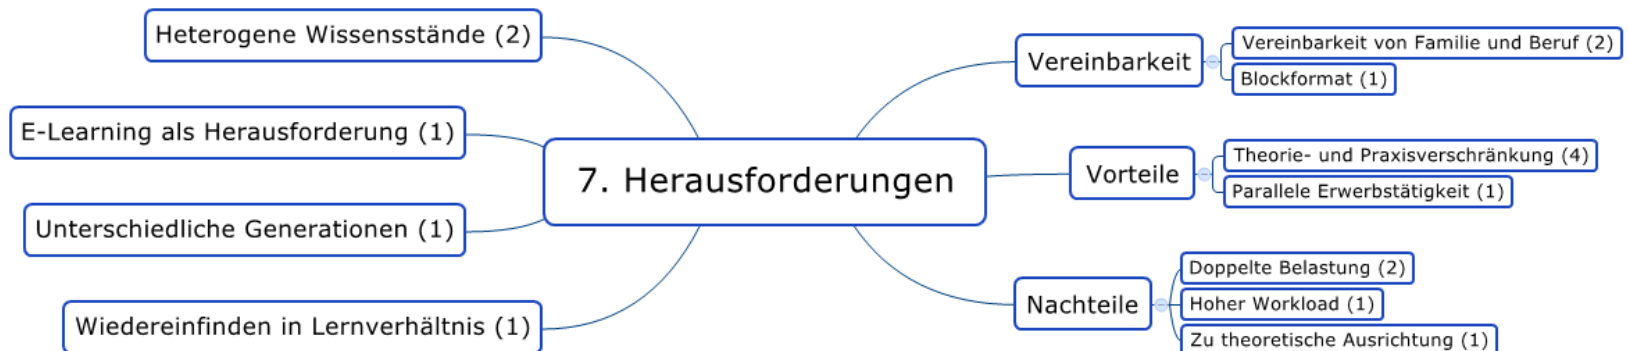 Heterogene Wissensstände (2)
E-Learning als Herausforderung (1)
Unterschiedliche Generationen (1)
Wiedereinfinden in Lernverhältnis (1)
7. Herausforderungen
Vereinbarkeit
Vereinbarkeit von Familie und Beruf (2)
Blockformat (1)
Vorteile
Theorie- und Praxisverschränkung (4)
Parallele Erwerbstätigkeit (1)
Nachteile
Doppelte Belastung (2)
Hoher Workload (1)
Zu theoretische Ausrichtung (1)